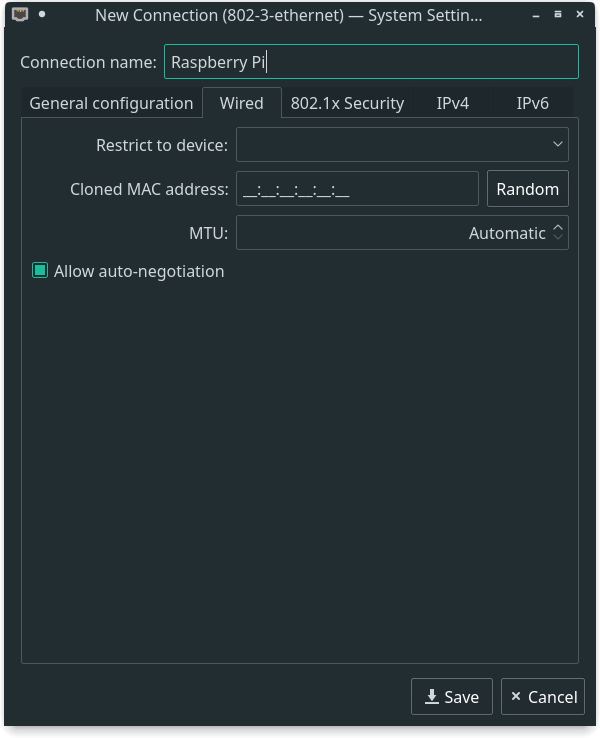 New Connection (802-3-ethernet) — System Settin...
Connection name: Raspberry Pi
General configuration Wired 802.1x Security IPv4 IPv6
Restrict to device:
Cloned MAC address: __:__:__:__:__:__ Random
MTU: Automatic
Allow auto-negotiation
Save Cancel